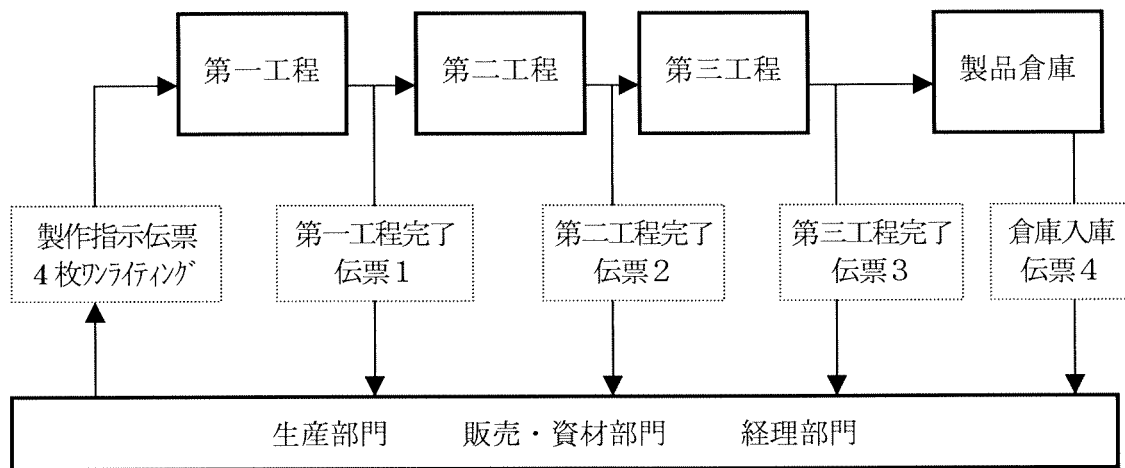 第一工程
第二工程
第三工程
製品倉庫
製作指示伝票
4枚ワンライティング
第一工程完了
伝票1
第二工程完了
伝票2
第三工程完了
伝票3
倉庫入庫
伝票4
生産部門 販売・資材部門 経理部門